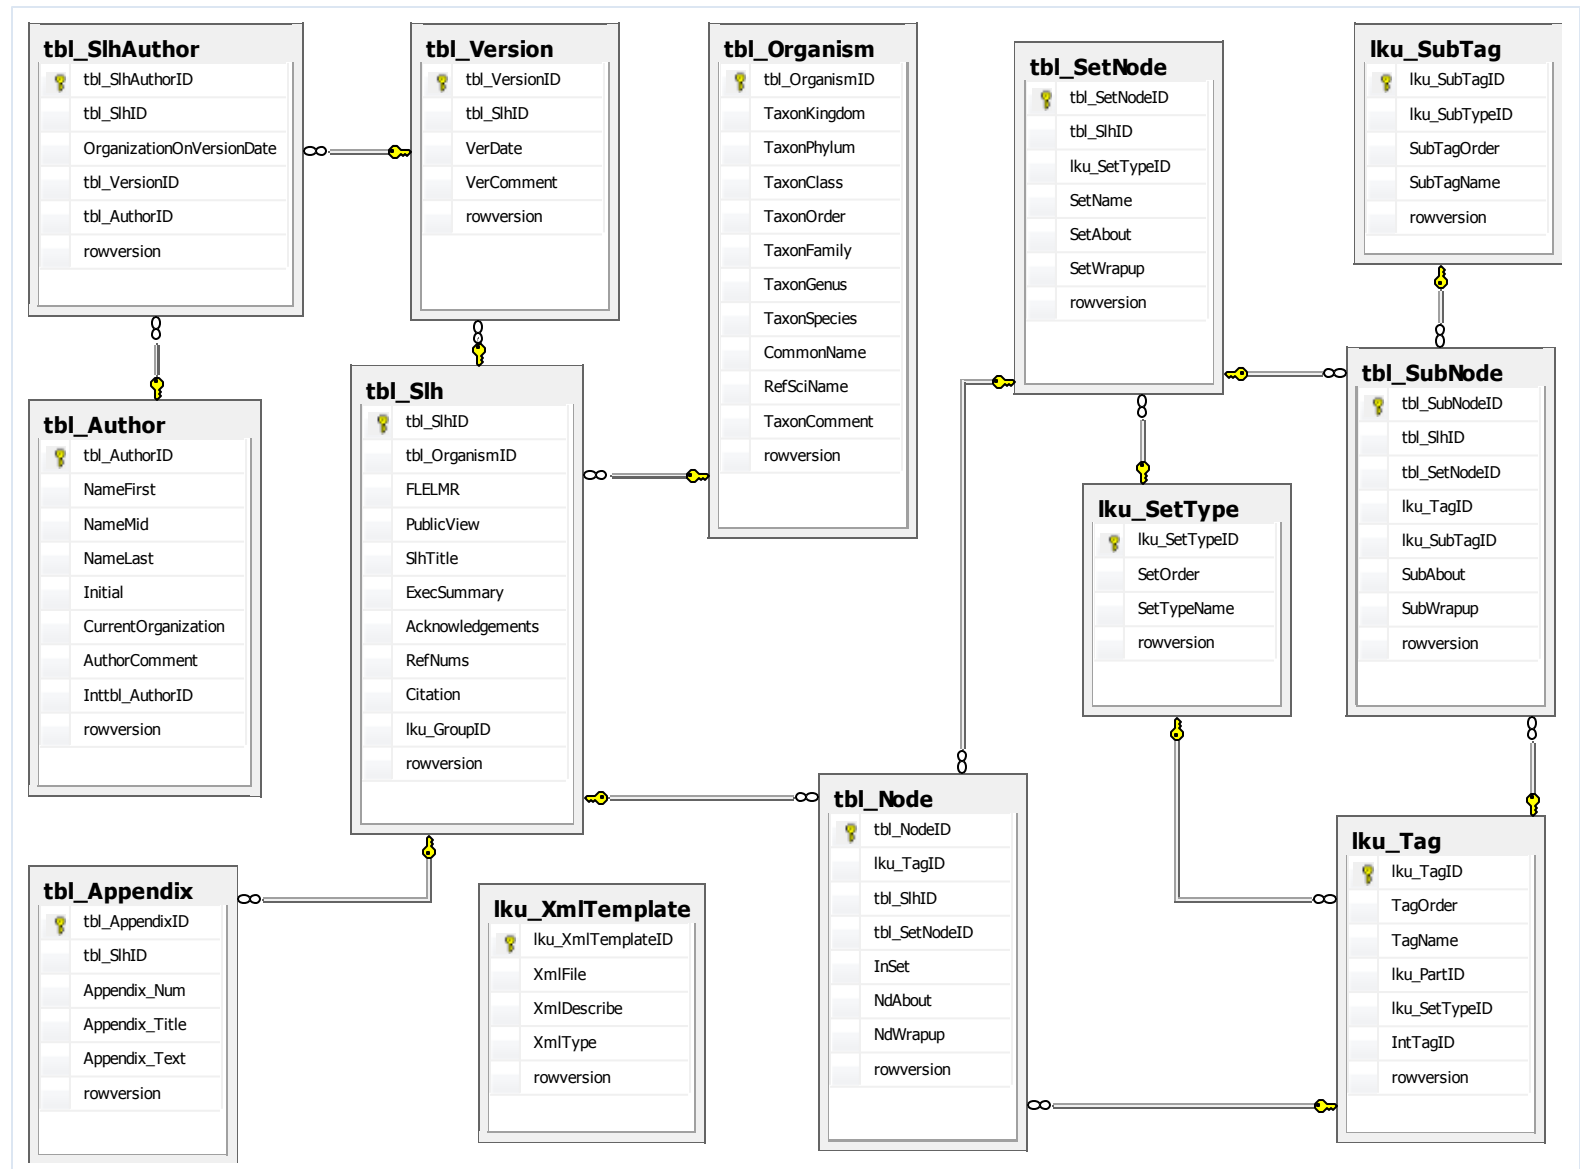 tbl_SlhAuthor
tbl_SlhAuthorID
tbl_SlhID
OrganizationOnVersionDate
tbl_VersionID
tbl_AuthorID
rowversion
tbl_Version
tbl_VersionID
tbl_SlhID
VerDate
VerComment
rowversion
tbl_Organism
tbl_OrganismID
TaxonKingdom
TaxonPhylum
TaxonClass
TaxonOrder
TaxonFamily
TaxonGenus
TaxonSpecies
CommonName
RefSciName
TaxonComment
rowversion
tbl_SetNode
tbl_SetNodeID
tbl_SlhID
lku_SetTypeID
SetName
SetAbout
SetWrapup
rowversion
lku_SubTag
lku_SubTagID
lku_SubTypeID
SubTagOrder
SubTagName
rowversion
tbl_Author
tbl_AuthorID
NameFirst
NameMid
NameLast
Initial
CurrentOrganization
AuthorComment
Inttbl_AuthorID
rowversion
tbl_Slh
tbl_SlhID
tbl_OrganismID
FLELMR
PublicView
SlhTitle
ExecSummary
Acknowledgements
RefNums
Citation
lku_GroupID
rowversion
lku_SetType
lku_SetTypeID
SetOrder
SetTypeName
rowversion
tbl_SubNode
tbl_SubNodeID
tbl_SlhID
tbl_SetNodeID
lku_TagID
lku_SubTagID
SubAbout
SubWrapup
rowversion
tbl_Appendix
tbl_AppendixID
tbl_SlhID
Appendix_Num
Appendix_Title
Appendix_Text
rowversion
lku_XmlTemplate
lku_XmlTemplateID
XmlFile
XmlDescribe
XmlType
rowversion
tbl_Node
tbl_NodeID
lku_TagID
tbl_SlhID
tbl_SetNodeID
InSet
NdAbout
NdWrapup
rowversion
lku_Tag
lku_TagID
TagOrder
TagName
lku_PartID
lku_SetTypeID
IntTagID
rowversion